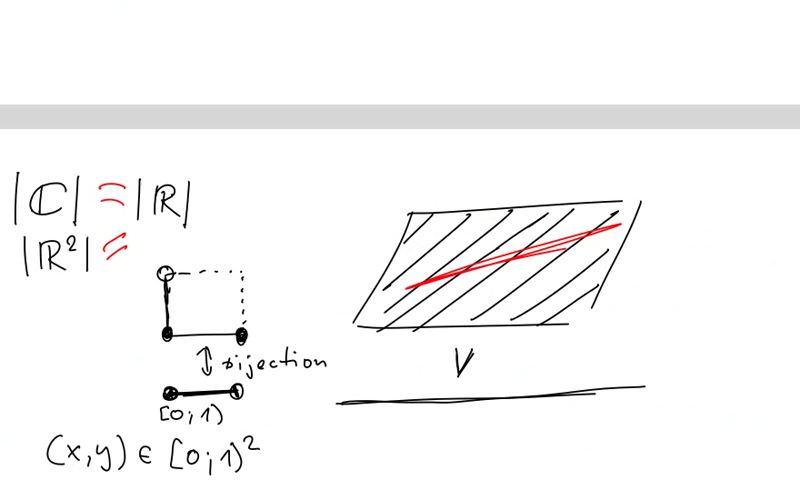 |ℂ| = |ℝ|
|ℝ²| =
↕ bijection
[0;1)
(x,y) ∈ [0;1)²
V